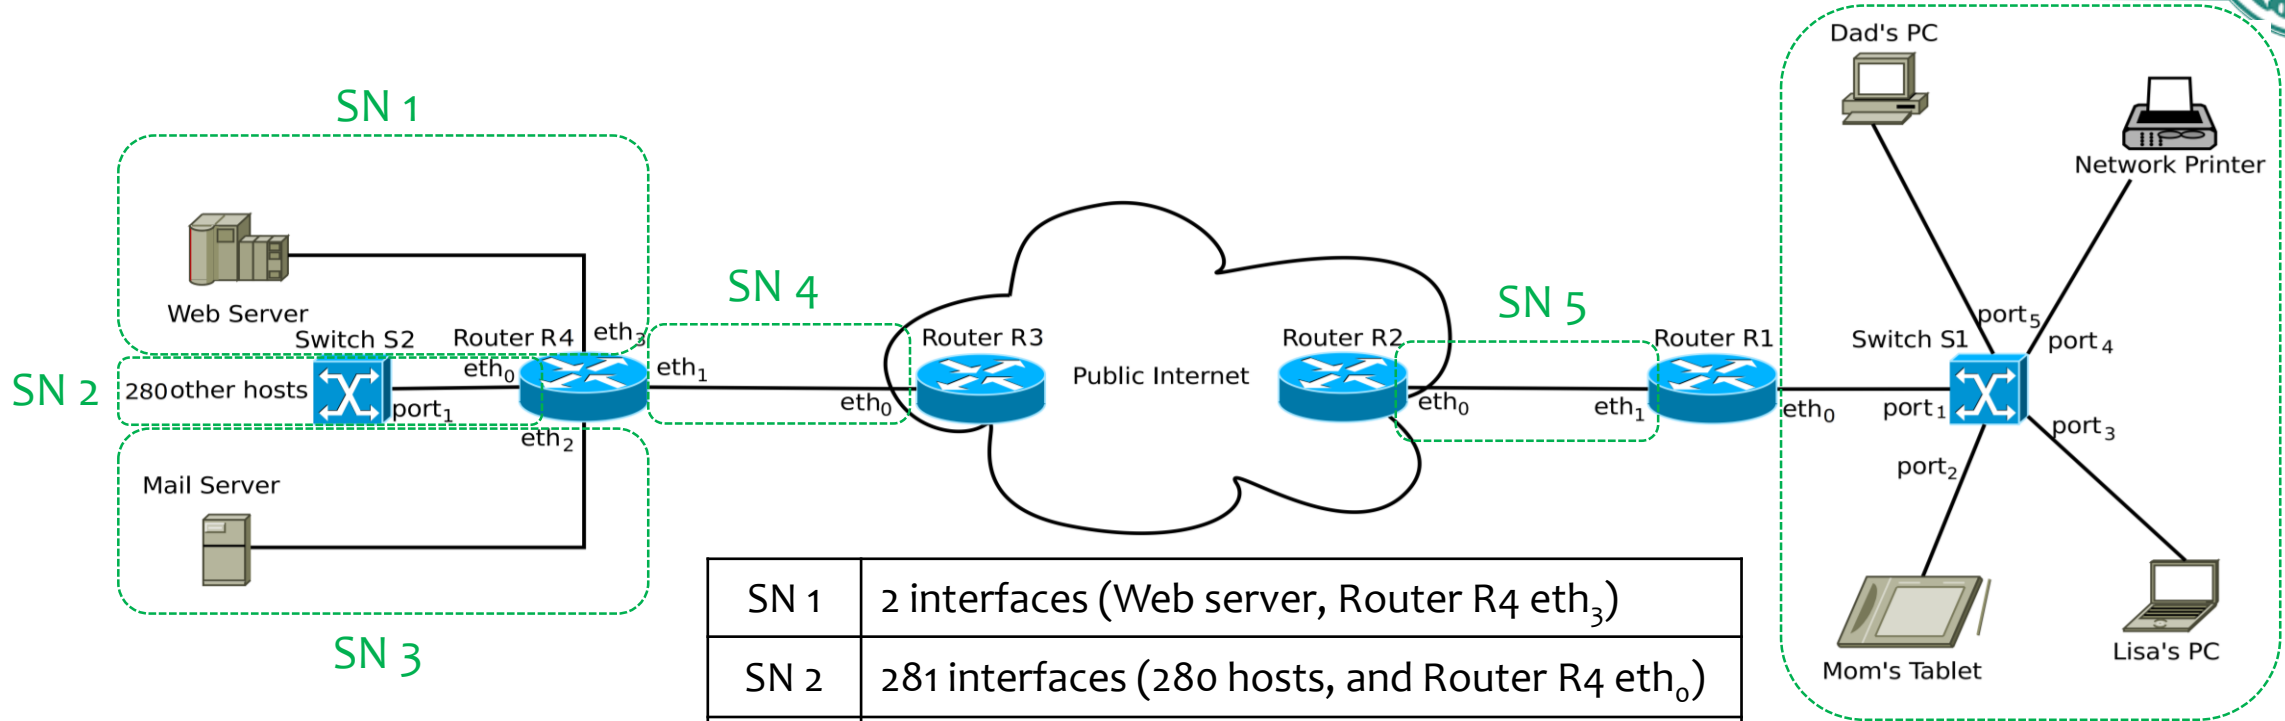 Dad's PC
SN 1
Network Printer
SN 4
SN 5
Web Server
port₅
Switch S2
Router R4
eth₃
Router R3
Router R2
Router R1
Switch S1
port₄
SN 2
280 other hosts
eth₀
eth₁
Public Internet
port₁
eth₀
eth₀
eth₁
eth₀
port₁
port₃
eth₂
port₂
Mail Server
SN 3
SN 1 2 interfaces (Web server, Router R4 eth₃)
SN 2 281 interfaces (280 hosts, and Router R4 eth₀)
Mom's Tablet
Lisa's PC